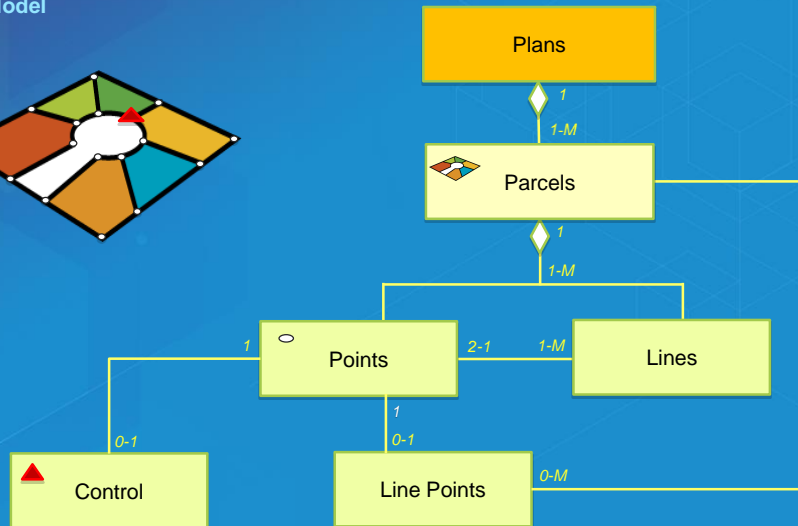 Plans
1
1-M
Parcels
1
1-M
1
Points
2-1
1-M
Lines
1
0-1
0-1
Control
Line Points
0-M